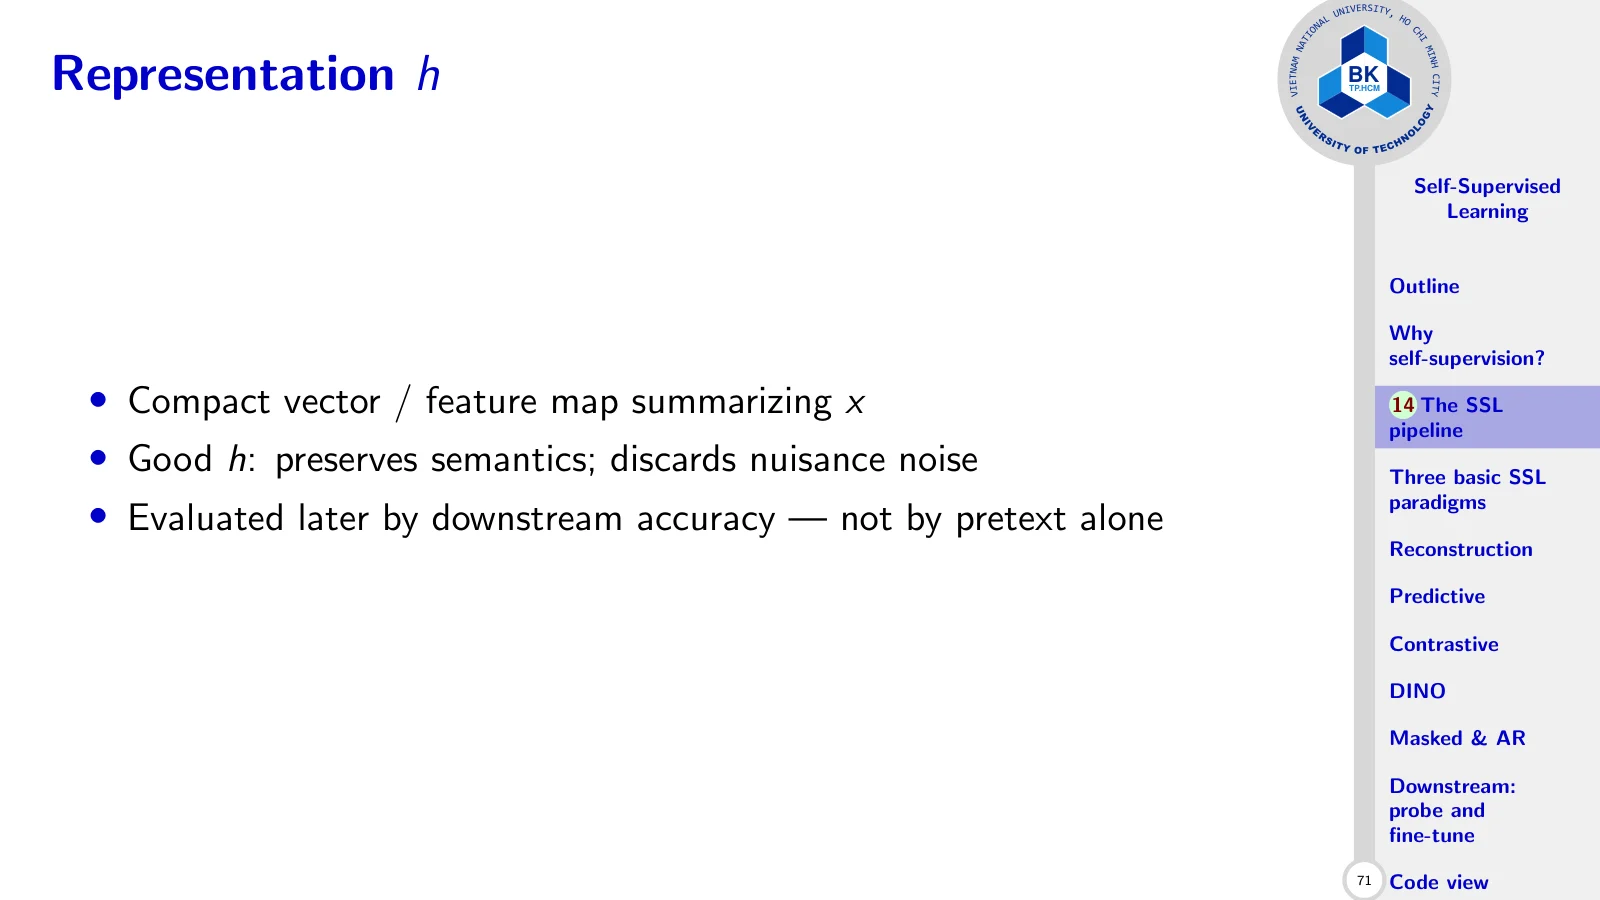 Representation h
• Compact vector / feature map summarizing x
• Good h: preserves semantics; discards nuisance noise
• Evaluated later by downstream accuracy — not by pretext alone
VIETNAM NATIONAL UNIVERSITY, HO CHI MINH CITY
BK
TP.HCM
UNIVERSITY OF TECHNOLOGY
Self-Supervised
Learning
Outline
Why
self-supervision?
14 The SSL
pipeline
Three basic SSL
paradigms
Reconstruction
Predictive
Contrastive
DINO
Masked & AR
Downstream:
probe and
fine-tune
Code view
71